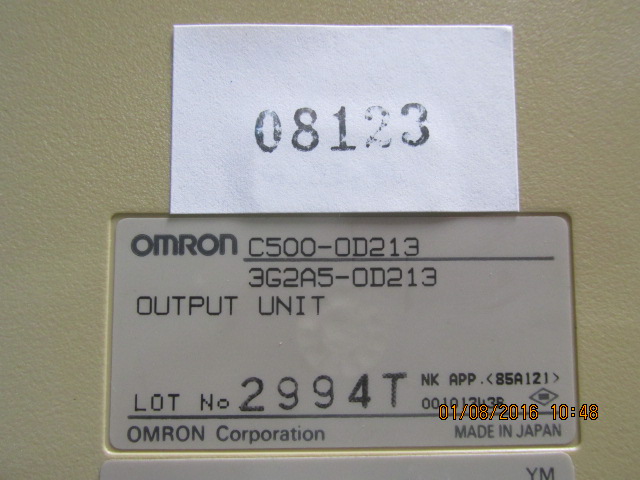 08123
OMRON C500-OD213
3G2A5-OD213
OUTPUT UNIT
LOT No 2994T
NK APP.<85A121>
01/08/2016 10:48
OMRON Corporation
MADE IN JAPAN
YM